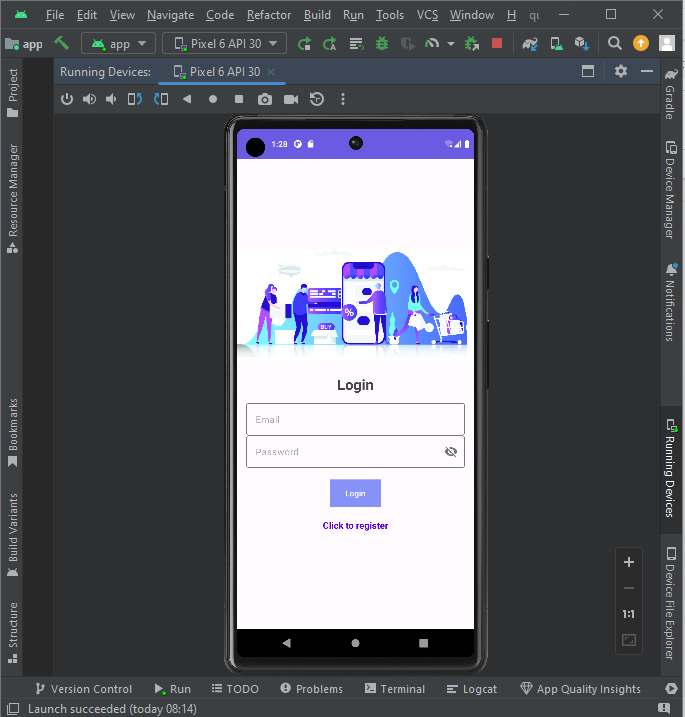 File Edit View Navigate Code Refactor Build Run Tools VCS Window H qu
app app Pixel 6 API 30
Running Devices: Pixel 6 API 30
Project
Resource Manager
Bookmarks
Build Variants
Structure
1:28
BUY
%
Login
Email
Password
Login
Click to register
1:1
Gradle
Device Manager
Notifications
Running Devices
Device File Explorer
Version Control Run TODO Problems Terminal Logcat App Quality Insights
Launch succeeded (today 08:14)